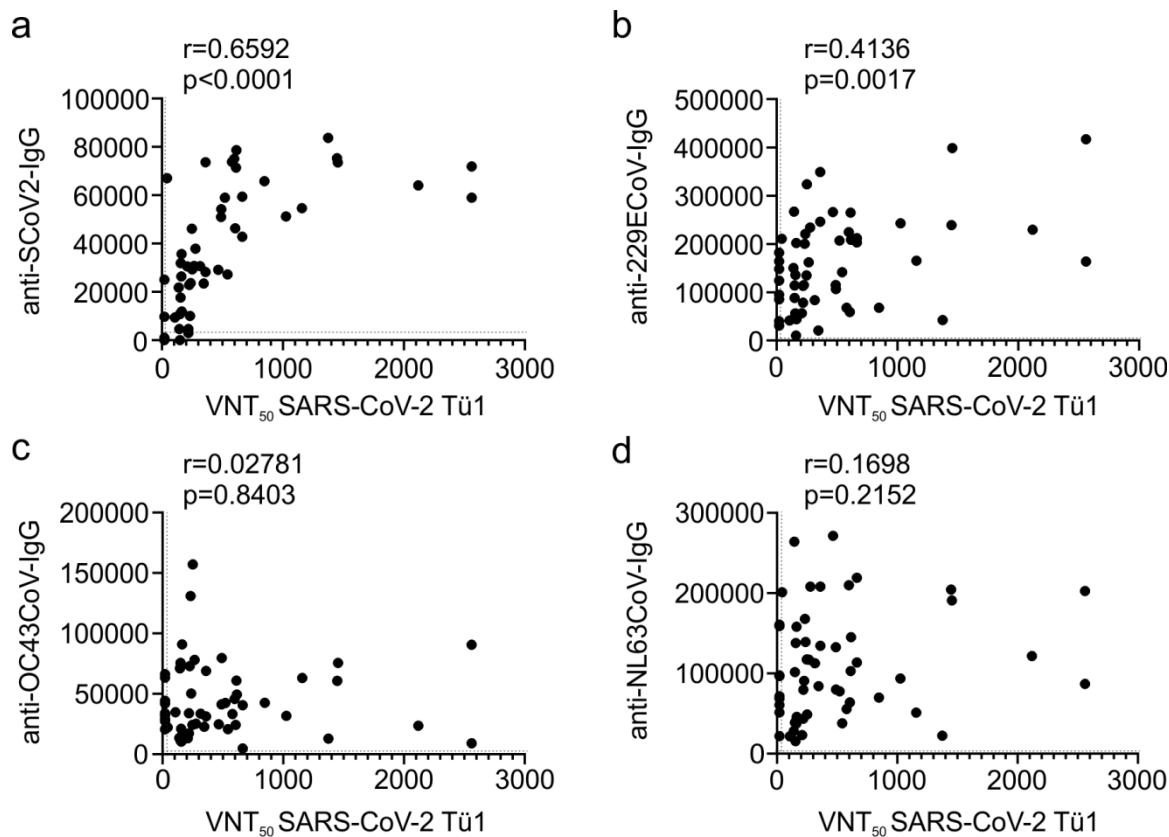 a
r=0.6592
p<0.0001
anti-SCoV2-IgG
100000
80000
60000
40000
20000
0
0 1000 2000 3000
VNT₅₀ SARS-CoV-2 Tü1
b
r=0.4136
p=0.0017
anti-229ECoV-IgG
500000
400000
300000
200000
100000
0
0 1000 2000 3000
VNT₅₀ SARS-CoV-2 Tü1
c
r=0.02781
p=0.8403
anti-OC43CoV-IgG
200000
150000
100000
50000
0
0 1000 2000 3000
VNT₅₀ SARS-CoV-2 Tü1
d
r=0.1698
p=0.2152
anti-NL63CoV-IgG
300000
200000
100000
0
0 1000 2000 3000
VNT₅₀ SARS-CoV-2 Tü1